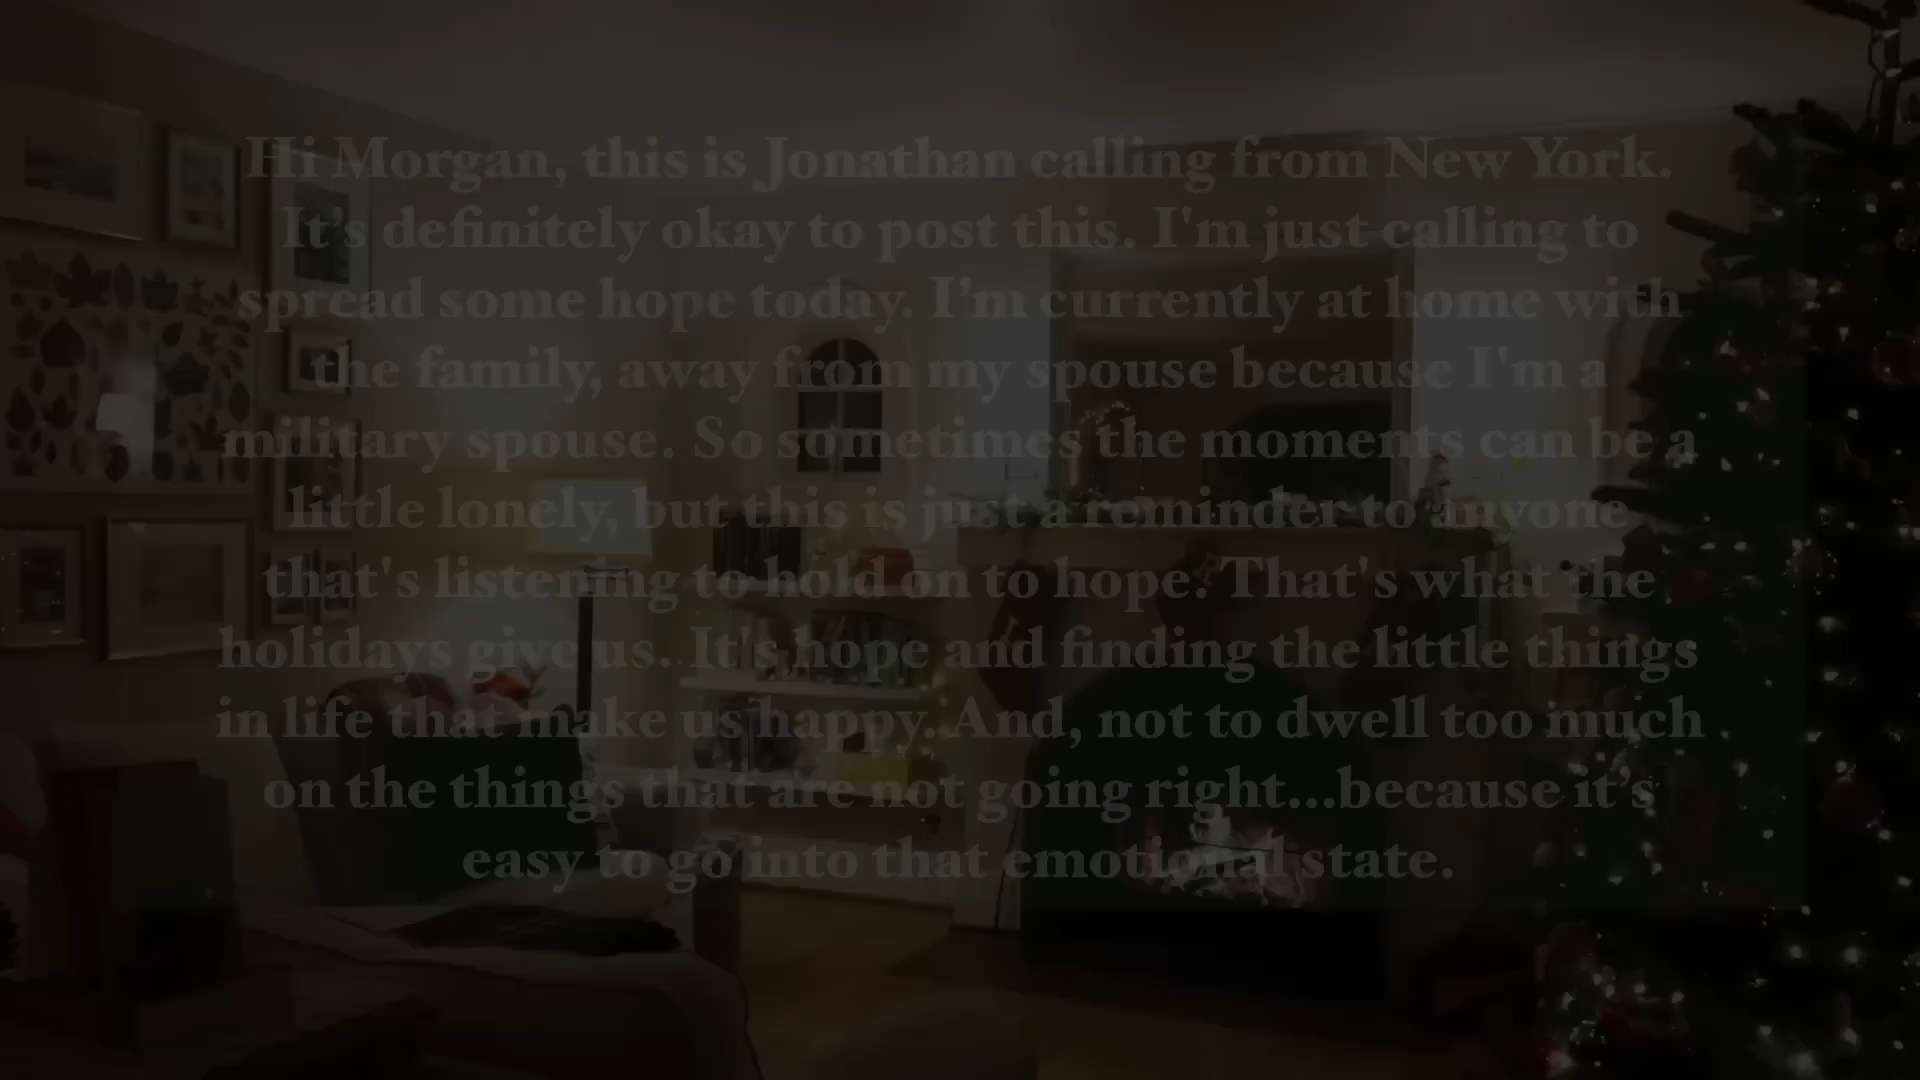 Hi Morgan, this is Jonathan calling from New York.
It’s definitely okay to post this. I'm just calling to
spread some hope today. I’m currently at home with
the family, away from my spouse because I'm a
military spouse. So sometimes the moments can be a
little lonely, but this is just a reminder to anyone
that's listening to hold on to hope. That's what the
holidays give us. It's hope and finding the little things
in life that make us happy. And, not to dwell too much
on the things that are not going right...because it’s
easy to go into that emotional state.